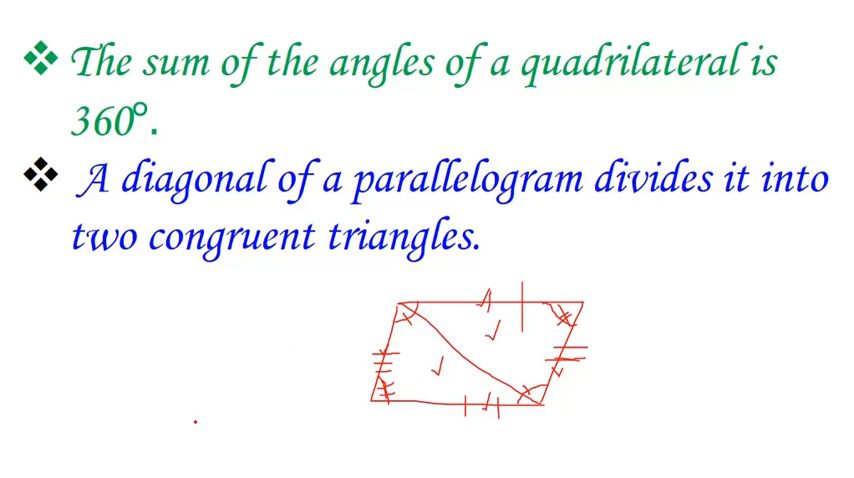 The sum of the angles of a quadrilateral is
360°.
A diagonal of a parallelogram divides it into
two congruent triangles.